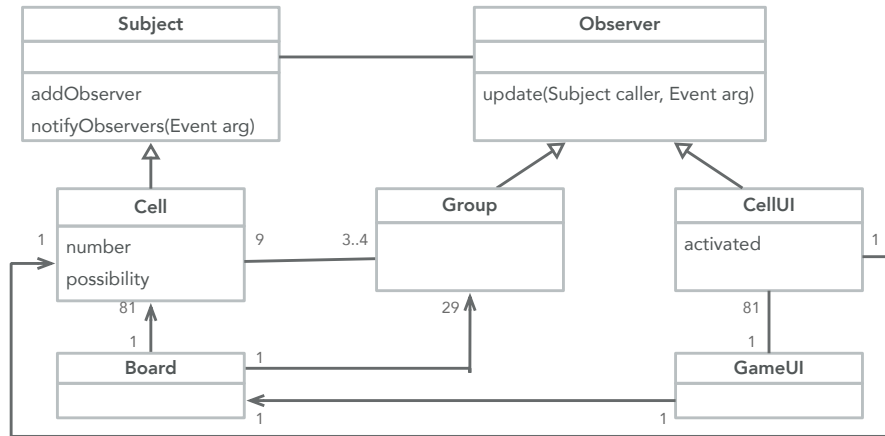 Subject
addObserver
notifyObservers(Event arg)
Observer
update(Subject caller, Event arg)
Cell
number
possibility
Group
CellUI
activated
1
9
3..4
1
81
1
29
1
81
1
Board
GameUI
1
1